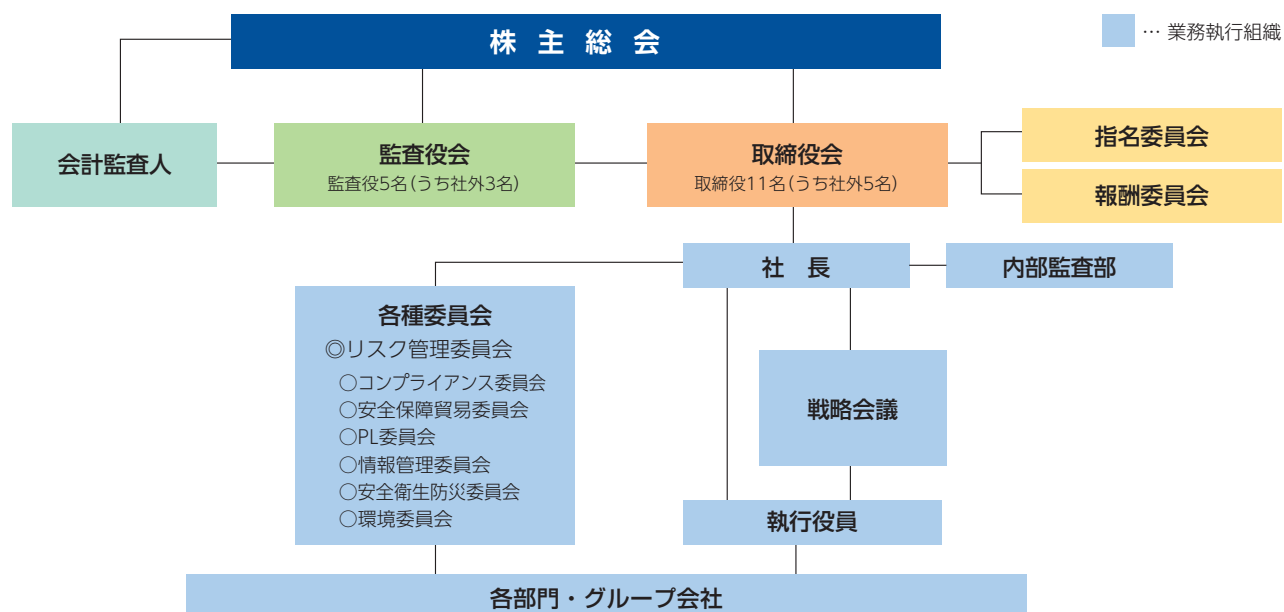 株主総会
… 業務執行組織
会計監査人
監査役会
監査役5名(うち社外3名)
取締役会
取締役11名(うち社外5名)
指名委員会
報酬委員会
社 長
内部監査部
各種委員会
◎リスク管理委員会
○コンプライアンス委員会
○安全保障貿易委員会
○PL委員会
○情報管理委員会
○安全衛生防災委員会
○環境委員会
戦略会議
執行役員
各部門・グループ会社